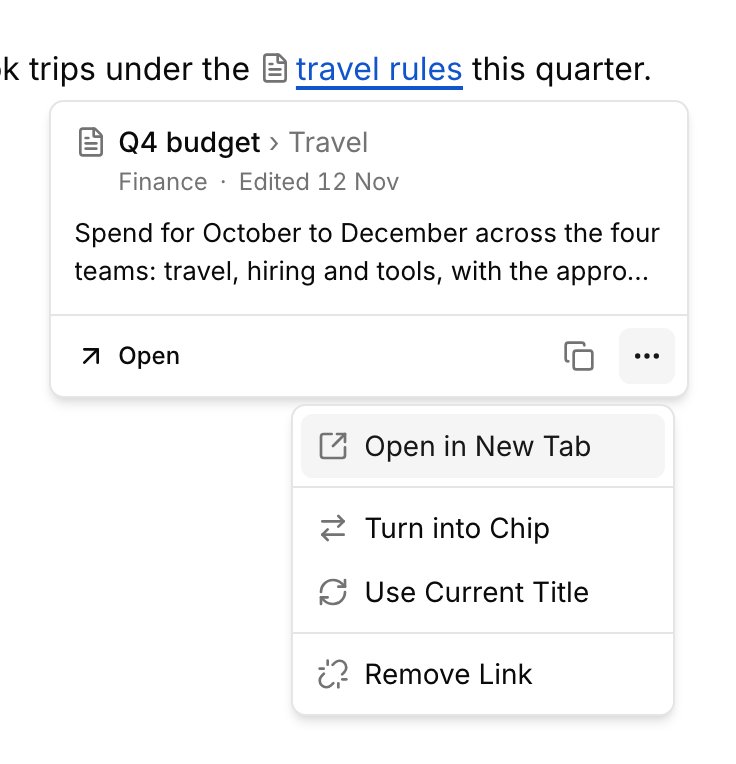 k trips under the travel rules this quarter.
Q4 budget › Travel
Finance · Edited 12 Nov
Spend for October to December across the four
teams: travel, hiring and tools, with the appro...
Open
Open in New Tab
Turn into Chip
Use Current Title
Remove Link